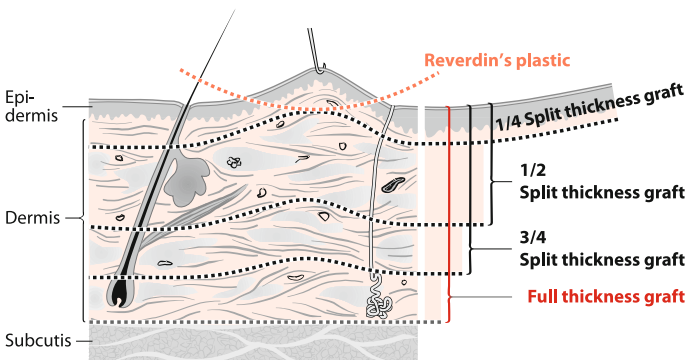 Reverdin's plastic
Epi-
dermis
1/4 Split thickness graft
1/2
Split thickness graft
Dermis
3/4
Split thickness graft
Full thickness graft
Subcutis